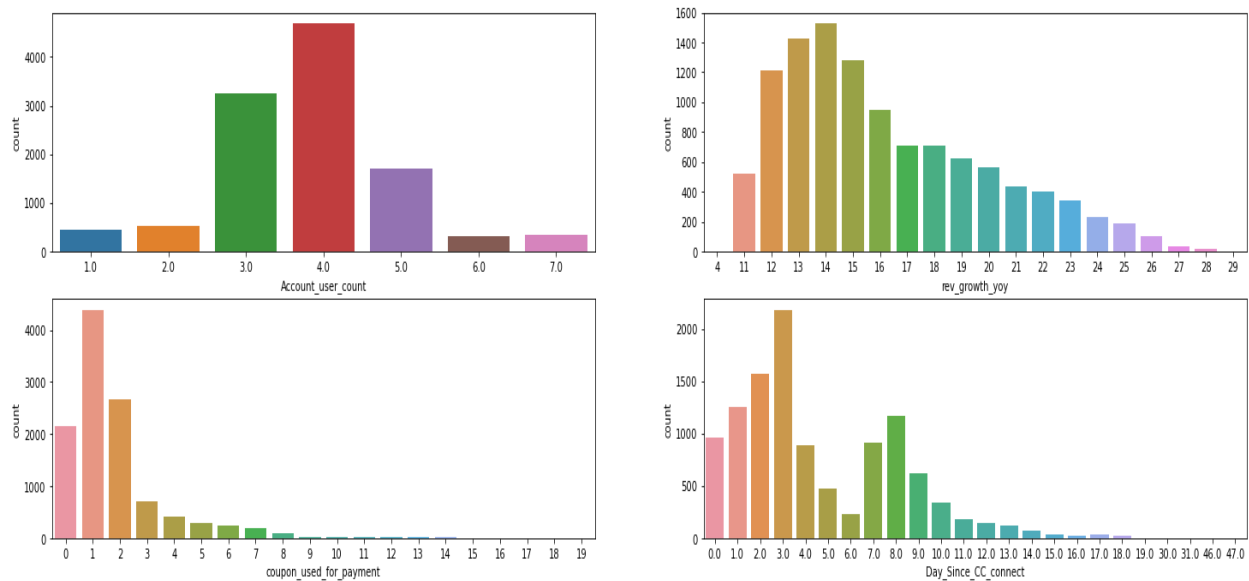 4000
3000
2000
1000
0
count
1.0 2.0 3.0 4.0 5.0 6.0 7.0
Account_user_count
1600
1400
1200
1000
800
600
400
200
0
count
4 11 12 13 14 15 16 17 18 19 20 21 22 23 24 25 26 27 28 29
rev_growth_yoy
4000
3000
2000
1000
0
count
0 1 2 3 4 5 6 7 8 9 10 11 12 13 14 15 16 17 18 19
coupon_used_for_payment
2000
1500
1000
500
0
count
0.0 1.0 2.0 3.0 4.0 5.0 6.0 7.0 8.0 9.0 10.0 11.0 12.0 13.0 14.0 15.0 16.0 17.0 18.0 19.0 30.0 31.0 46.0 47.0
Day_Since_CC_connect